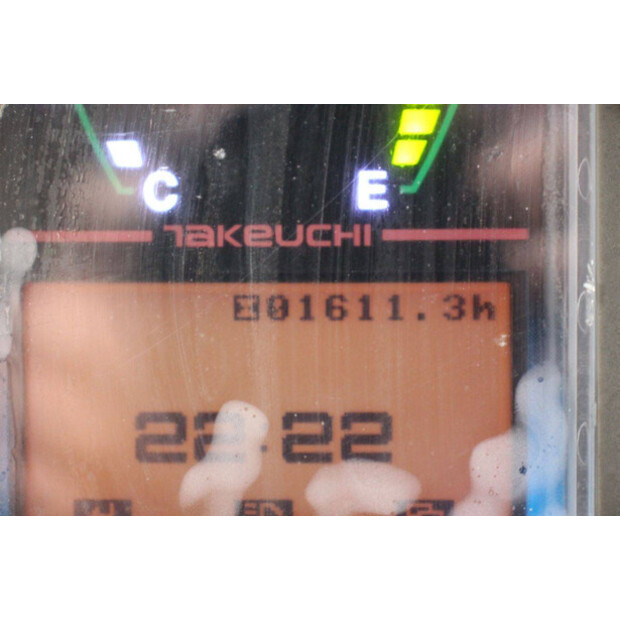 C E
TAKEUCHI
01611.3h
22:22